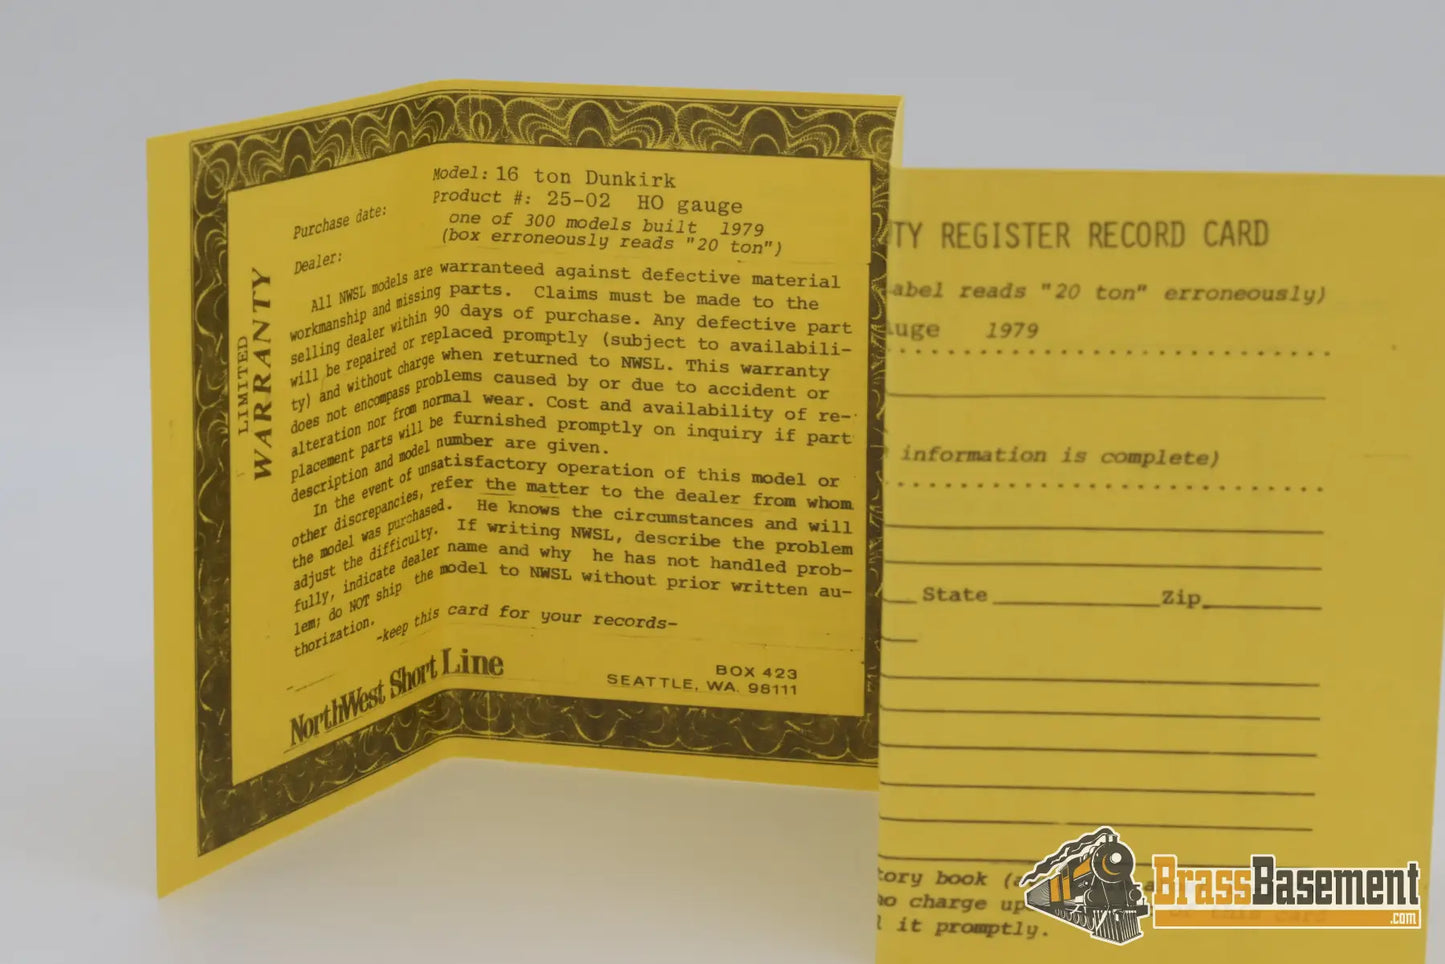 Model: 16 ton Dunkirk
Product #: 25-02 HO gauge
one of 300 models built 1979
(box erroneously reads "20 ton")
Purchase date:
Dealer:
LIMITED
WARRANTY
All NWSL models are warranteed against defective material
workmanship and missing parts. Claims must be made to the
selling dealer within 90 days of purchase. Any defective part
will be repaired or replaced promptly (subject to availabili-
ty) and without charge when returned to NWSL. This warranty
does not encompass problems caused by or due to accident or
alteration nor from normal wear. Cost and availability of re-
placement parts will be furnished promptly on inquiry if part
description and model number are given.
In the event of unsatisfactory operation of this model or
other discrepancies, refer the matter to the dealer from whom
the model was purchased. He knows the circumstances and will
adjust the difficulty. If writing NWSL, describe the problem
fully, indicate dealer name and why he has not handled prob-
lem; do NOT ship the model to NWSL without prior written au-
thorization.
-keep this card for your records-
NorthWest Short Line
BOX 423
SEATTLE, WA. 98111
TY REGISTER RECORD CARD
abel reads "20 ton" erroneously)
auge 1979
information is complete)
State Zip
tory book (a
no charge up of this card
it promptly.
BrassBasement
.com